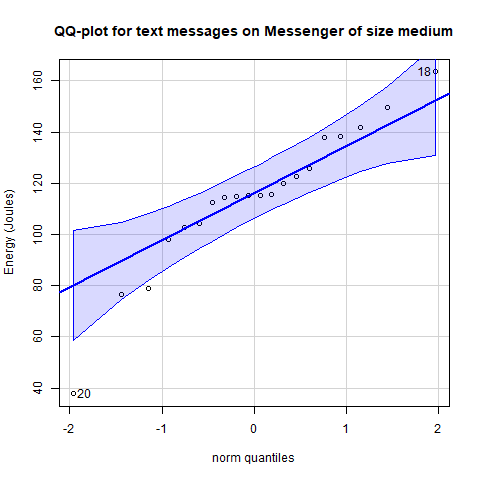 QQ-plot for text messages on Messenger of size medium
Energy (Joules)
160
140
120
100
80
60
40
18
20
-2 -1 0 1 2
norm quantiles